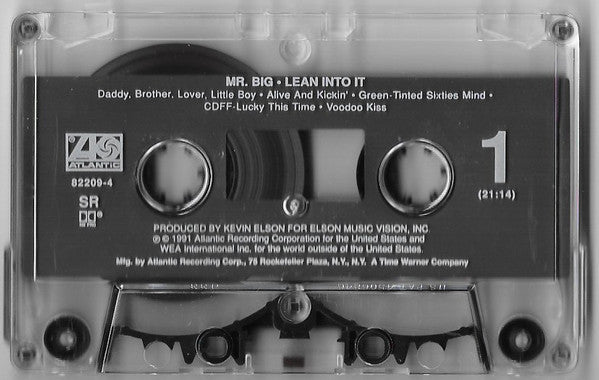 MR. BIG • LEAN INTO IT
Daddy, Brother, Lover, Little Boy • Alive And Kickin' • Green-Tinted Sixties Mind •
CDFF-Lucky This Time • Voodoo Kiss
ATLANTIC
82209-4
SR
1
(21:14)
PRODUCED BY KEVIN ELSON FOR ELSON MUSIC VISION, INC.
℗ © 1991 Atlantic Recording Corporation for the United States and
WEA International Inc. for the world outside of the United States.
Mfg. by Atlantic Recording Corp., 75 Rockefeller Plaza, N.Y., N.Y. A Time Warner Company